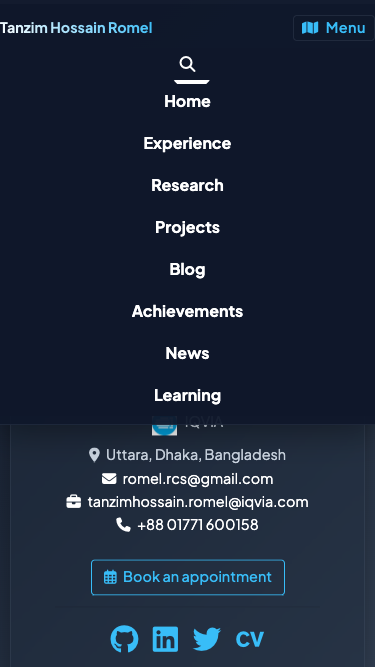 Tanzim Hossain Romel
Menu
Home
Experience
Research
Projects
Blog
Achievements
News
Learning
IQVIA
Uttara, Dhaka, Bangladesh
romel.rcs@gmail.com
tanzimhossain.romel@iqvia.com
+88 01771 600158
Book an appointment
CV